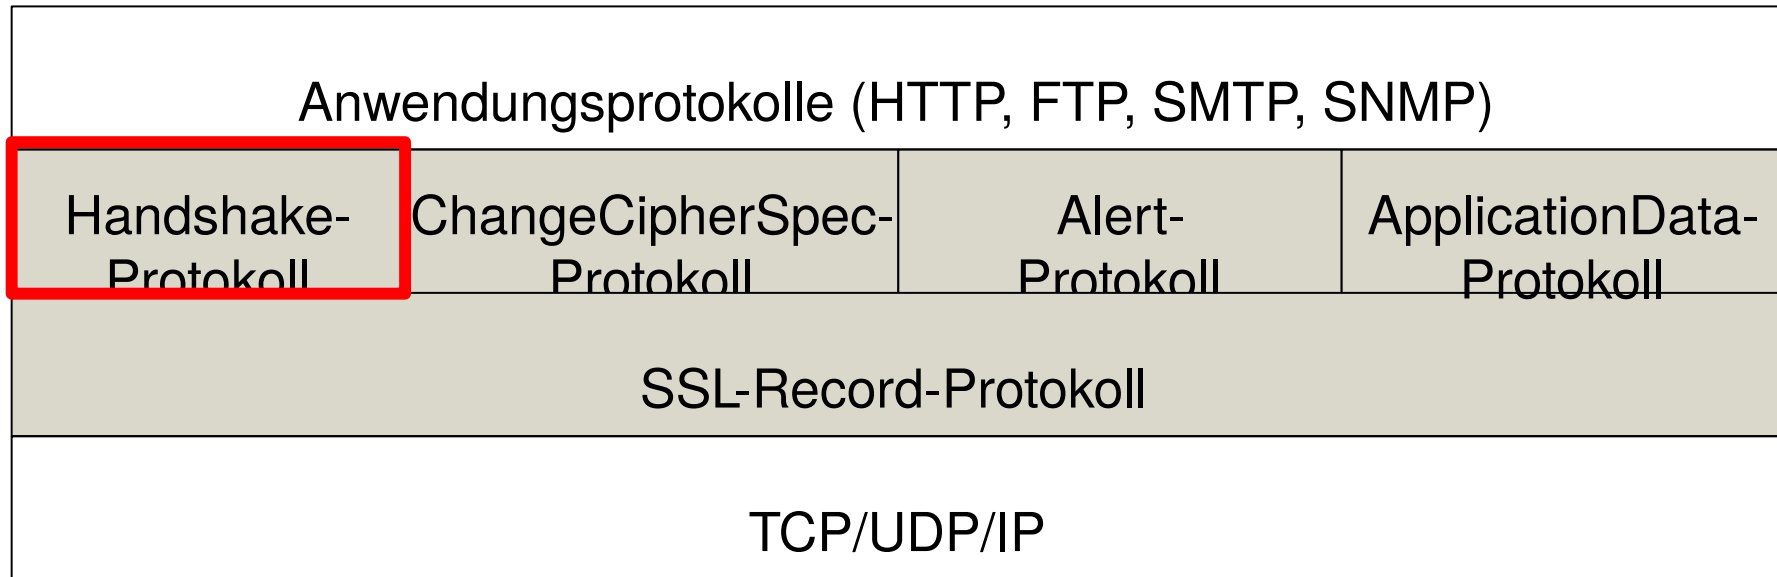 Anwendungsprotokolle (HTTP, FTP, SMTP, SNMP)
Handshake-
Protokoll
ChangeCipherSpec-
Protokoll
Alert-
Protokoll
ApplicationData-
Protokoll
SSL-Record-Protokoll
TCP/UDP/IP